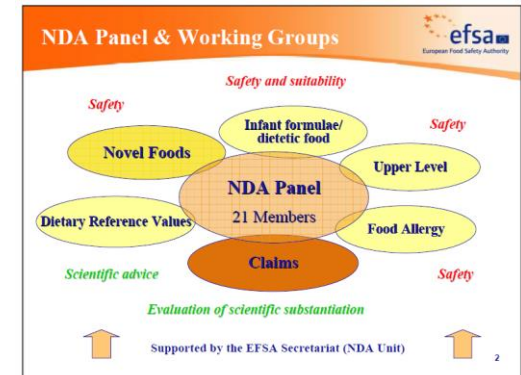 NDA Panel & Working Groups
efsa
European Food Safety Authority
Safety and suitability
Safety
Infant formulae/
dietetic food
Safety
Novel Foods
Upper Level
NDA Panel
21 Members
Dietary Reference Values
Food Allergy
Claims
Scientific advice
Safety
Evaluation of scientific substantiation
Supported by the EFSA Secretariat (NDA Unit)
2